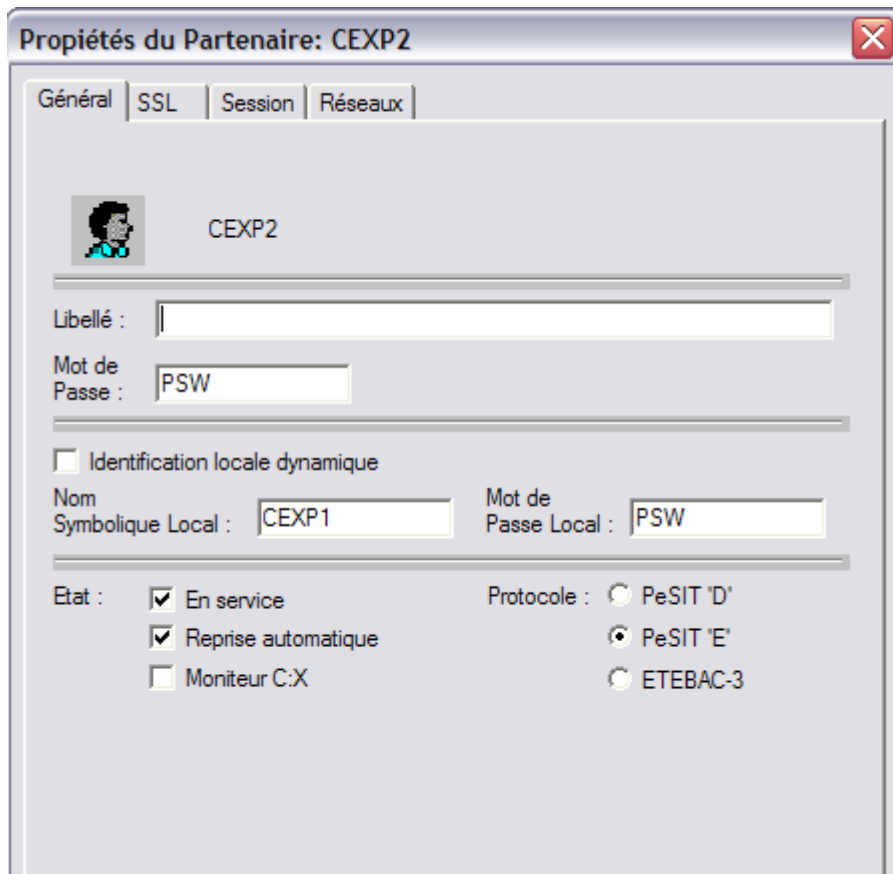 Propiétés du Partenaire: CEXP2
Général SSL Session Réseaux
CEXP2
Libellé :
Mot de
Passe : PSW
Identification locale dynamique
Nom
Symbolique Local : CEXP1
Mot de
Passe Local : PSW
Etat : En service
Reprise automatique
Moniteur C:X
Protocole : PeSIT 'D'
PeSIT 'E'
ETEBAC-3